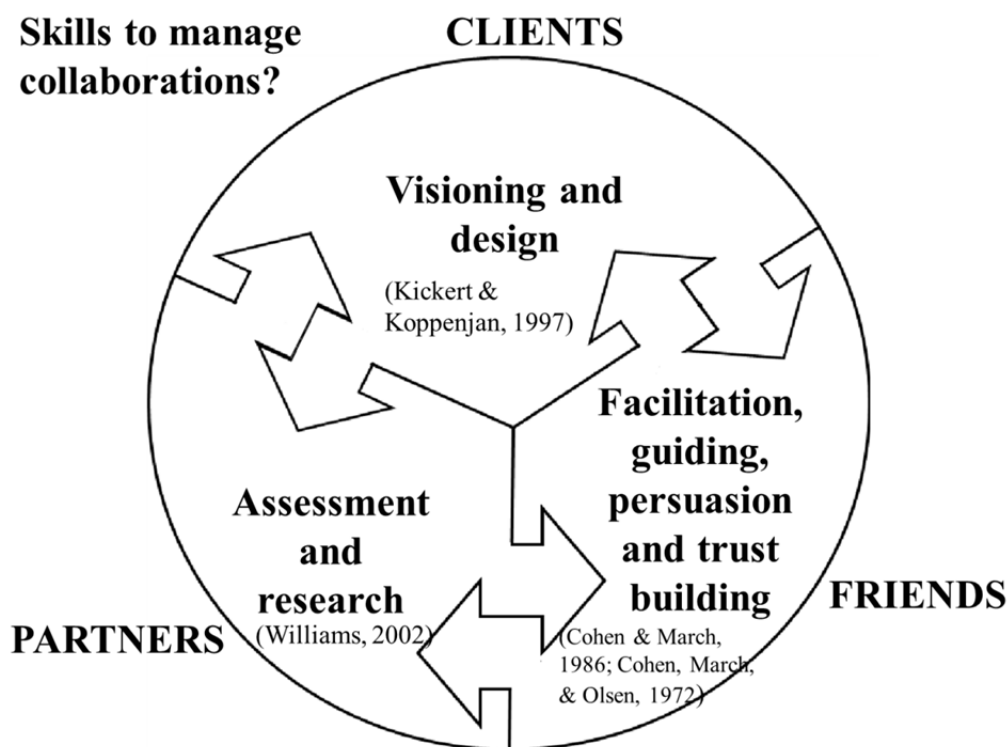 Skills to manage
collaborations?
CLIENTS
Visioning and
design
(Kickert &
Koppenjan, 1997)
Facilitation,
guiding,
persuasion
and trust
building
(Cohen & March,
1986; Cohen, March,
& Olsen, 1972)
FRIENDS
Assessment
and
research
(Williams, 2002)
PARTNERS